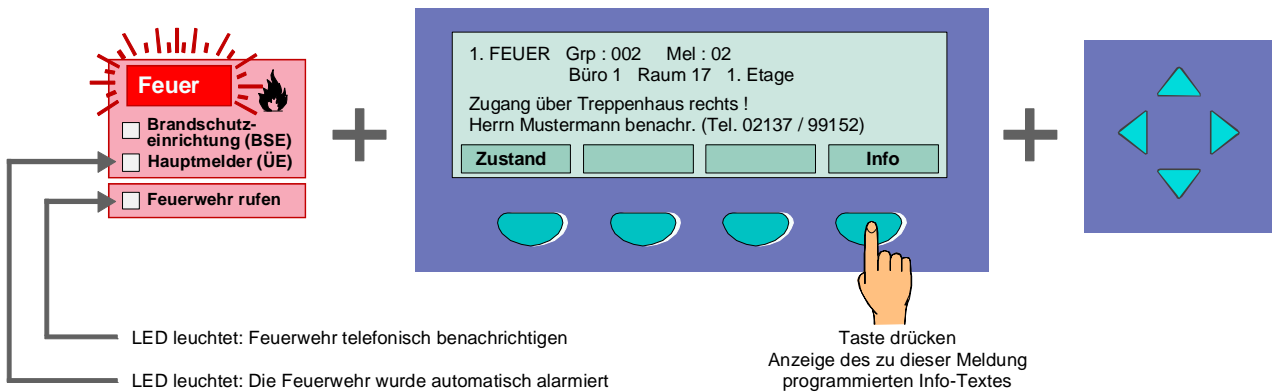 Feuer
Brandschutz-
einrichtung (BSE)
Hauptmelder (ÜE)
Feuerwehr rufen
1. FEUER Grp : 002 Mel : 02
Büro 1 Raum 17 1. Etage
Zugang über Treppenhaus rechts !
Herrn Mustermann benachr. (Tel. 02137 / 99152)
Zustand
Info
LED leuchtet: Feuerwehr telefonisch benachrichtigen
LED leuchtet: Die Feuerwehr wurde automatisch alarmiert
Taste drücken
Anzeige des zu dieser Meldung
programmierten Info-Textes